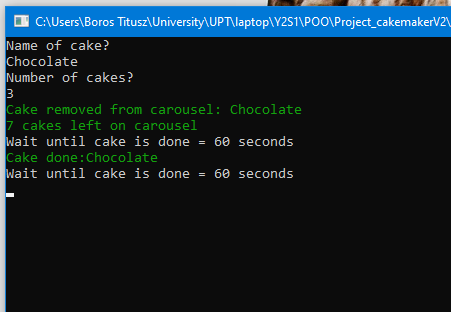 C:\Users\Boros Titusz\University\UPT\laptop\Y2S1\POO\Project_cakemakerV2\
Name of cake?
Chocolate
Number of cakes?
3
Cake removed from carousel: Chocolate
7 cakes left on carousel
Wait until cake is done = 60 seconds
Cake done:Chocolate
Wait until cake is done = 60 seconds